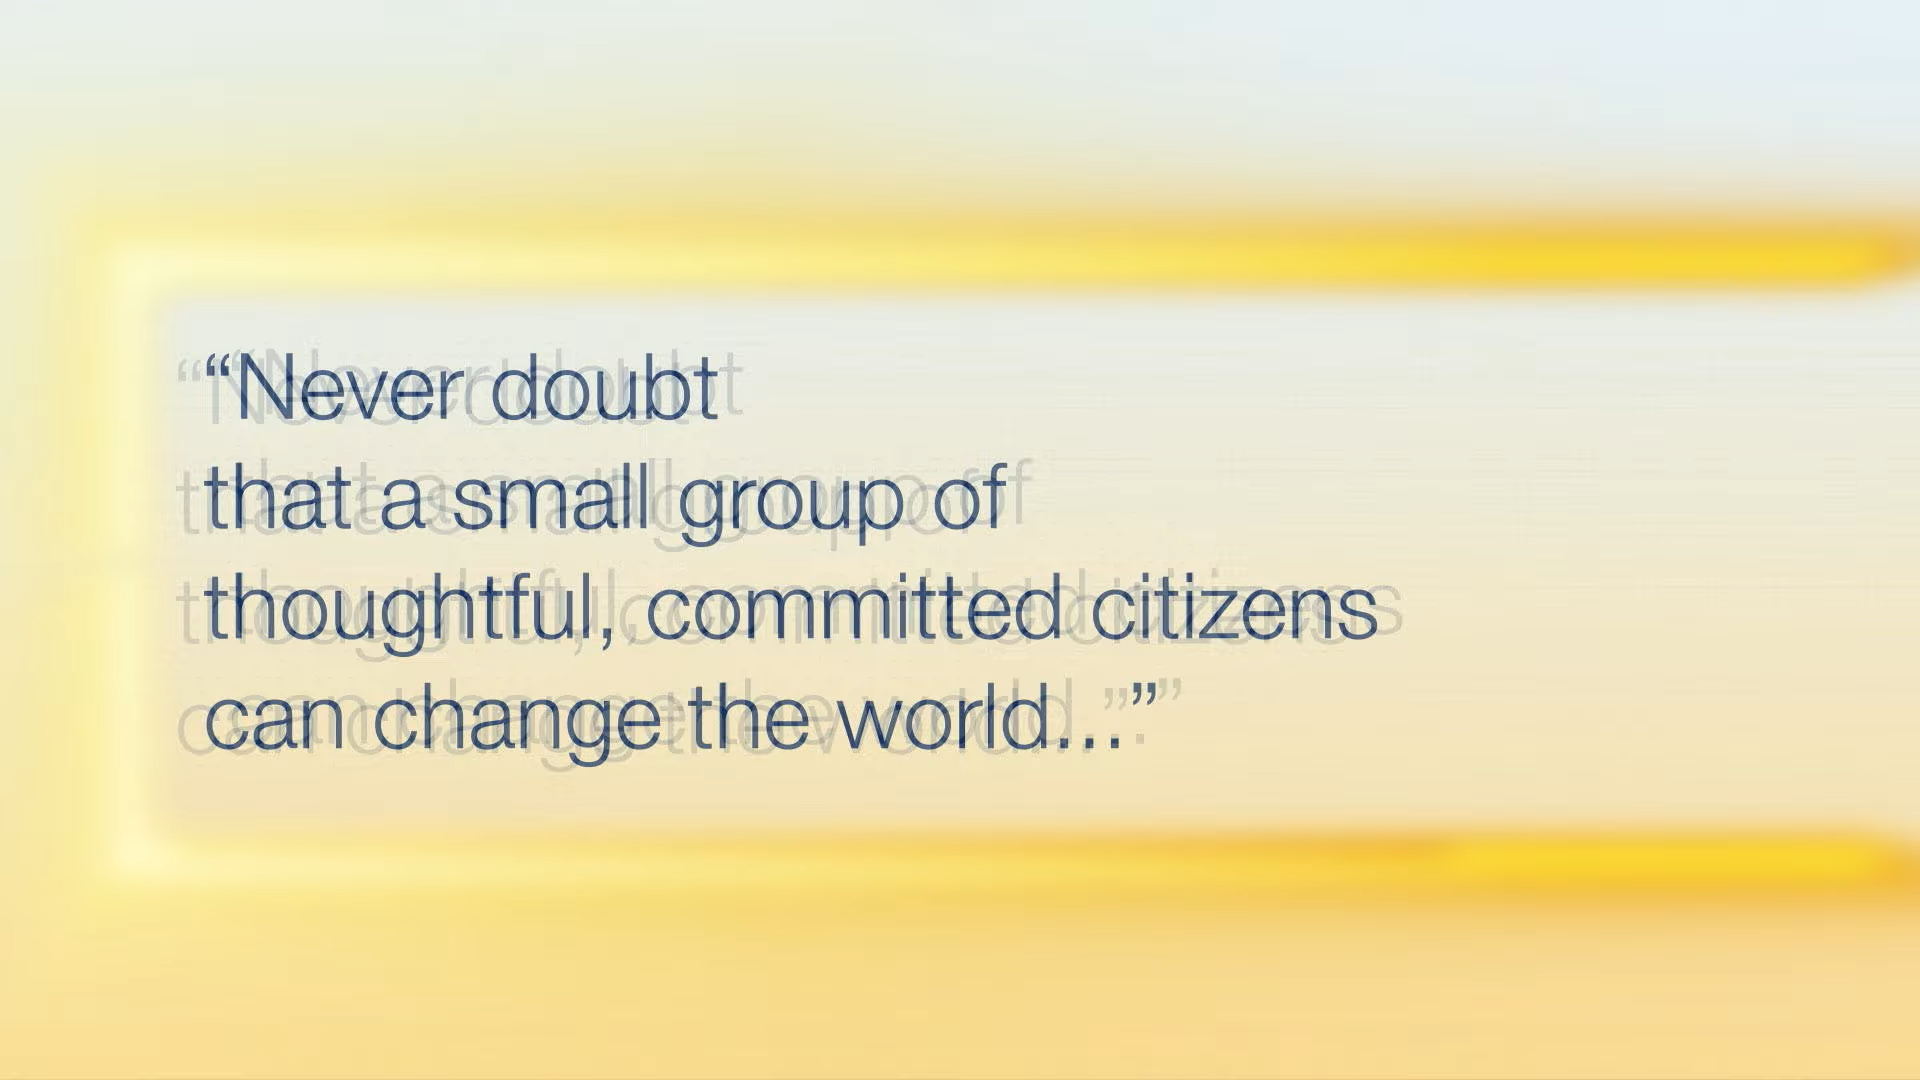 “Never doubt
that a small group of
thoughtful, committed citizens
can change the world...”